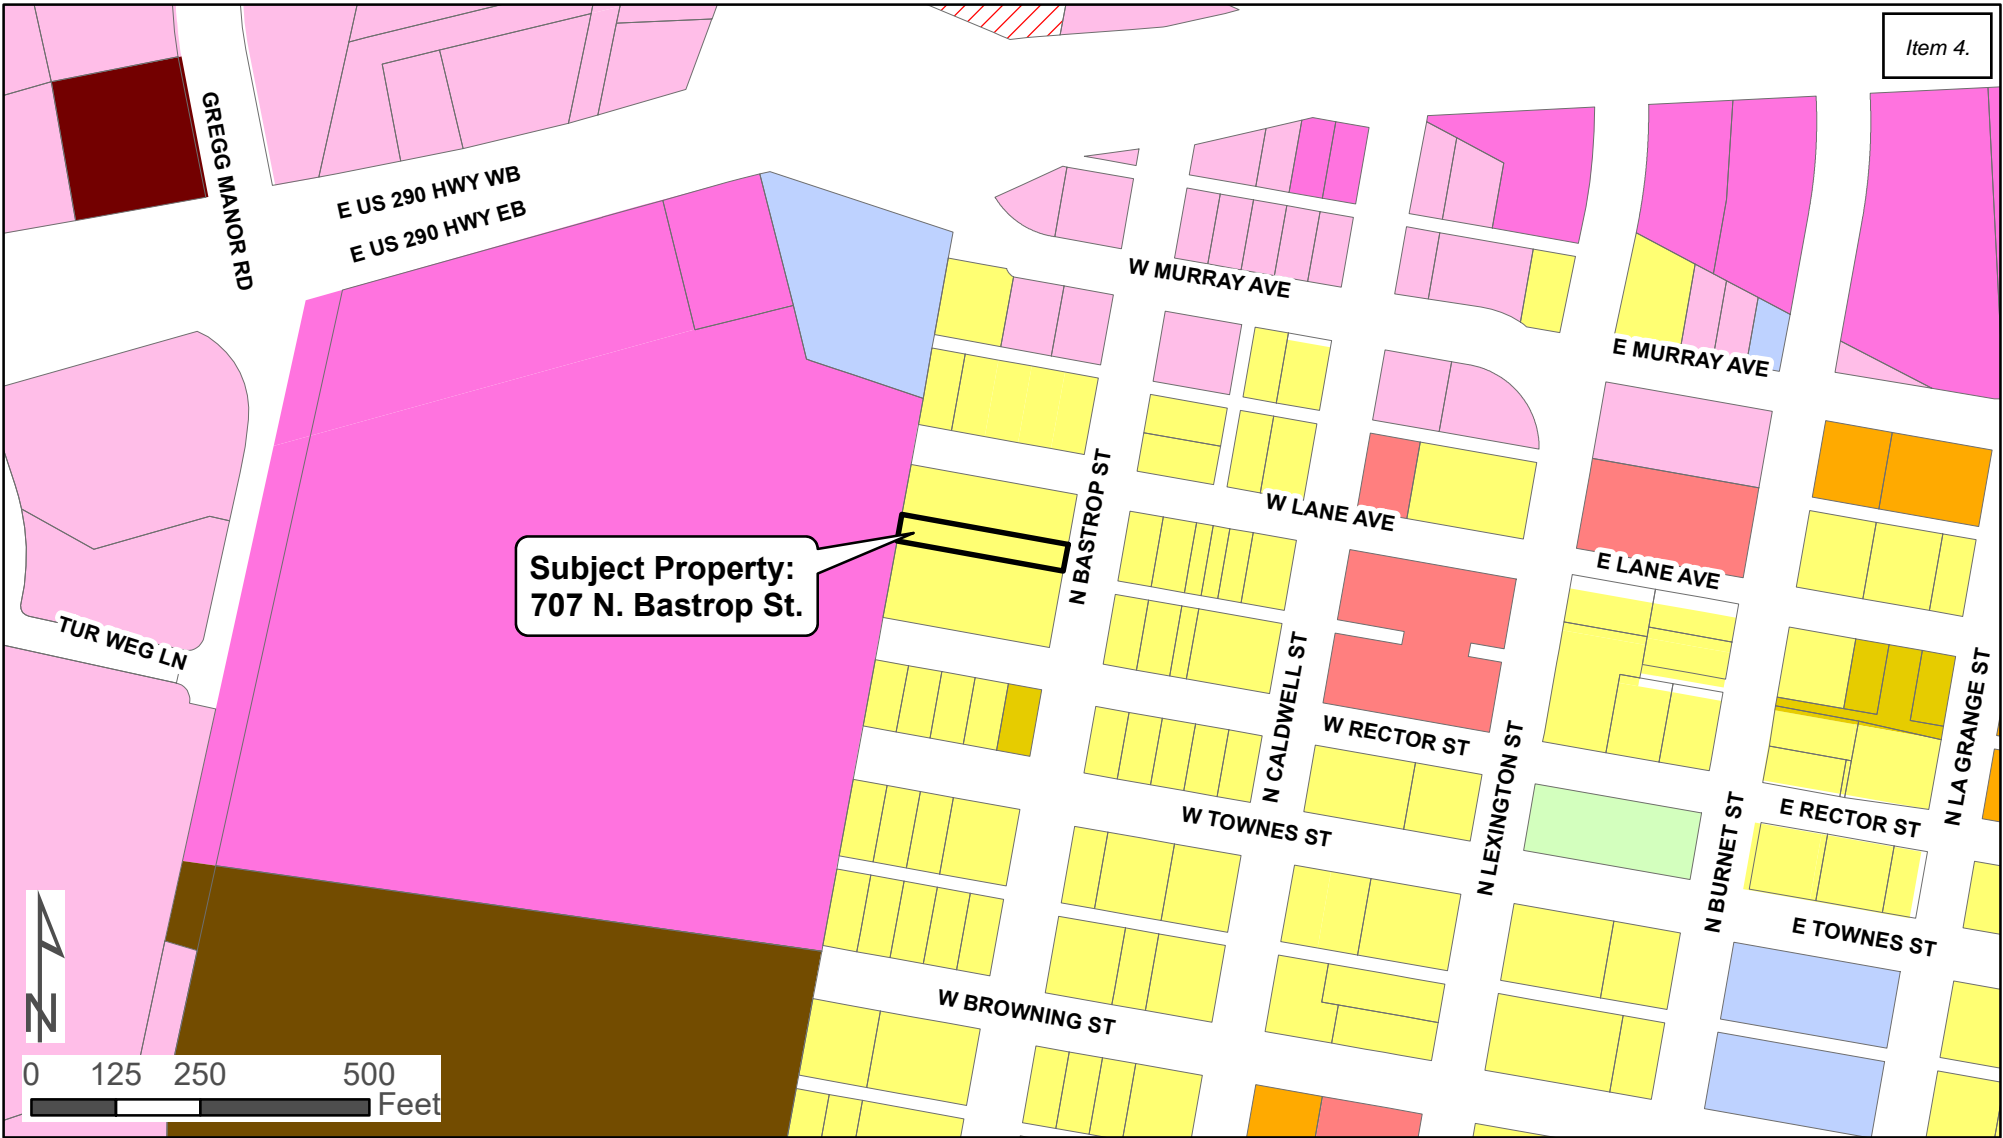 Item 4.
GREGG MANOR RD
E US 290 HWY WB
E US 290 HWY EB
W MURRAY AVE
E MURRAY AVE
N BASTROP ST
W LANE AVE
E LANE AVE
Subject Property:
707 N. Bastrop St.
TUR WEG LN
N CALDWELL ST
W RECTOR ST
N LEXINGTON ST
N LA GRANGE ST
E RECTOR ST
W TOWNES ST
N BURNET ST
E TOWNES ST
W BROWNING ST
N
0 125 250 500
Feet